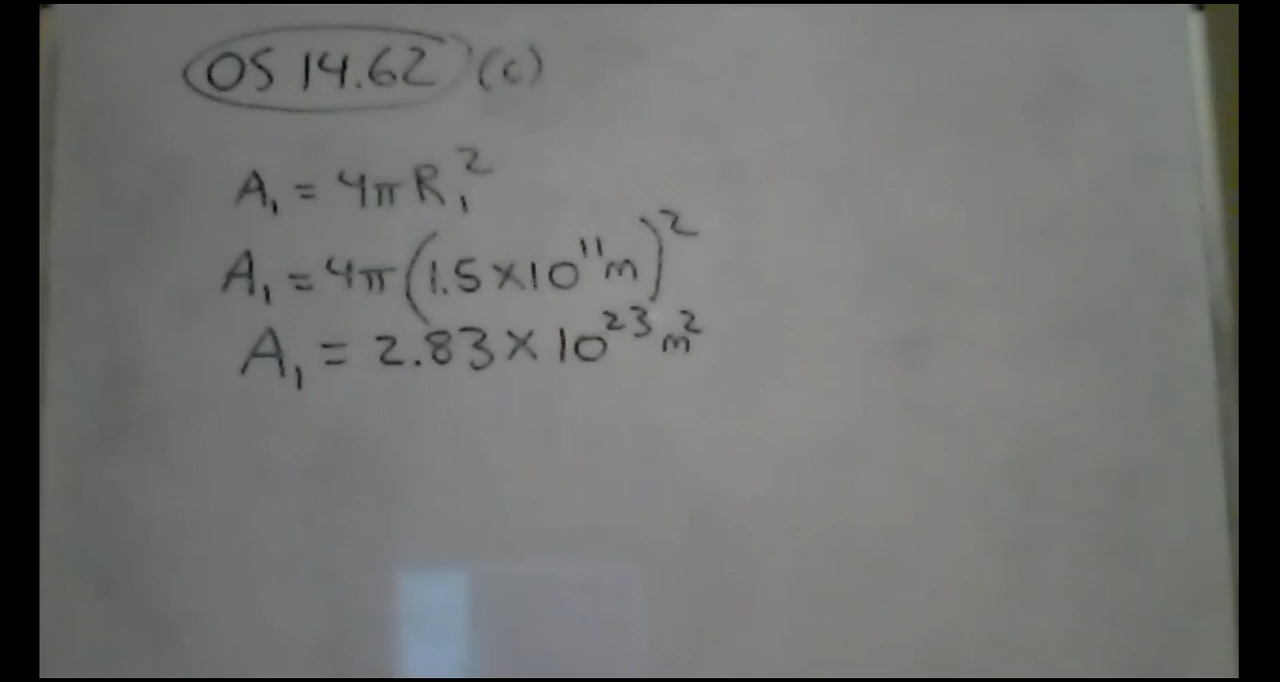 OS 14.62 (c)
A₁ = 4πR₁²
A₁ = 4π(1.5×10¹¹m)²
A₁ = 2.83×10²³m²